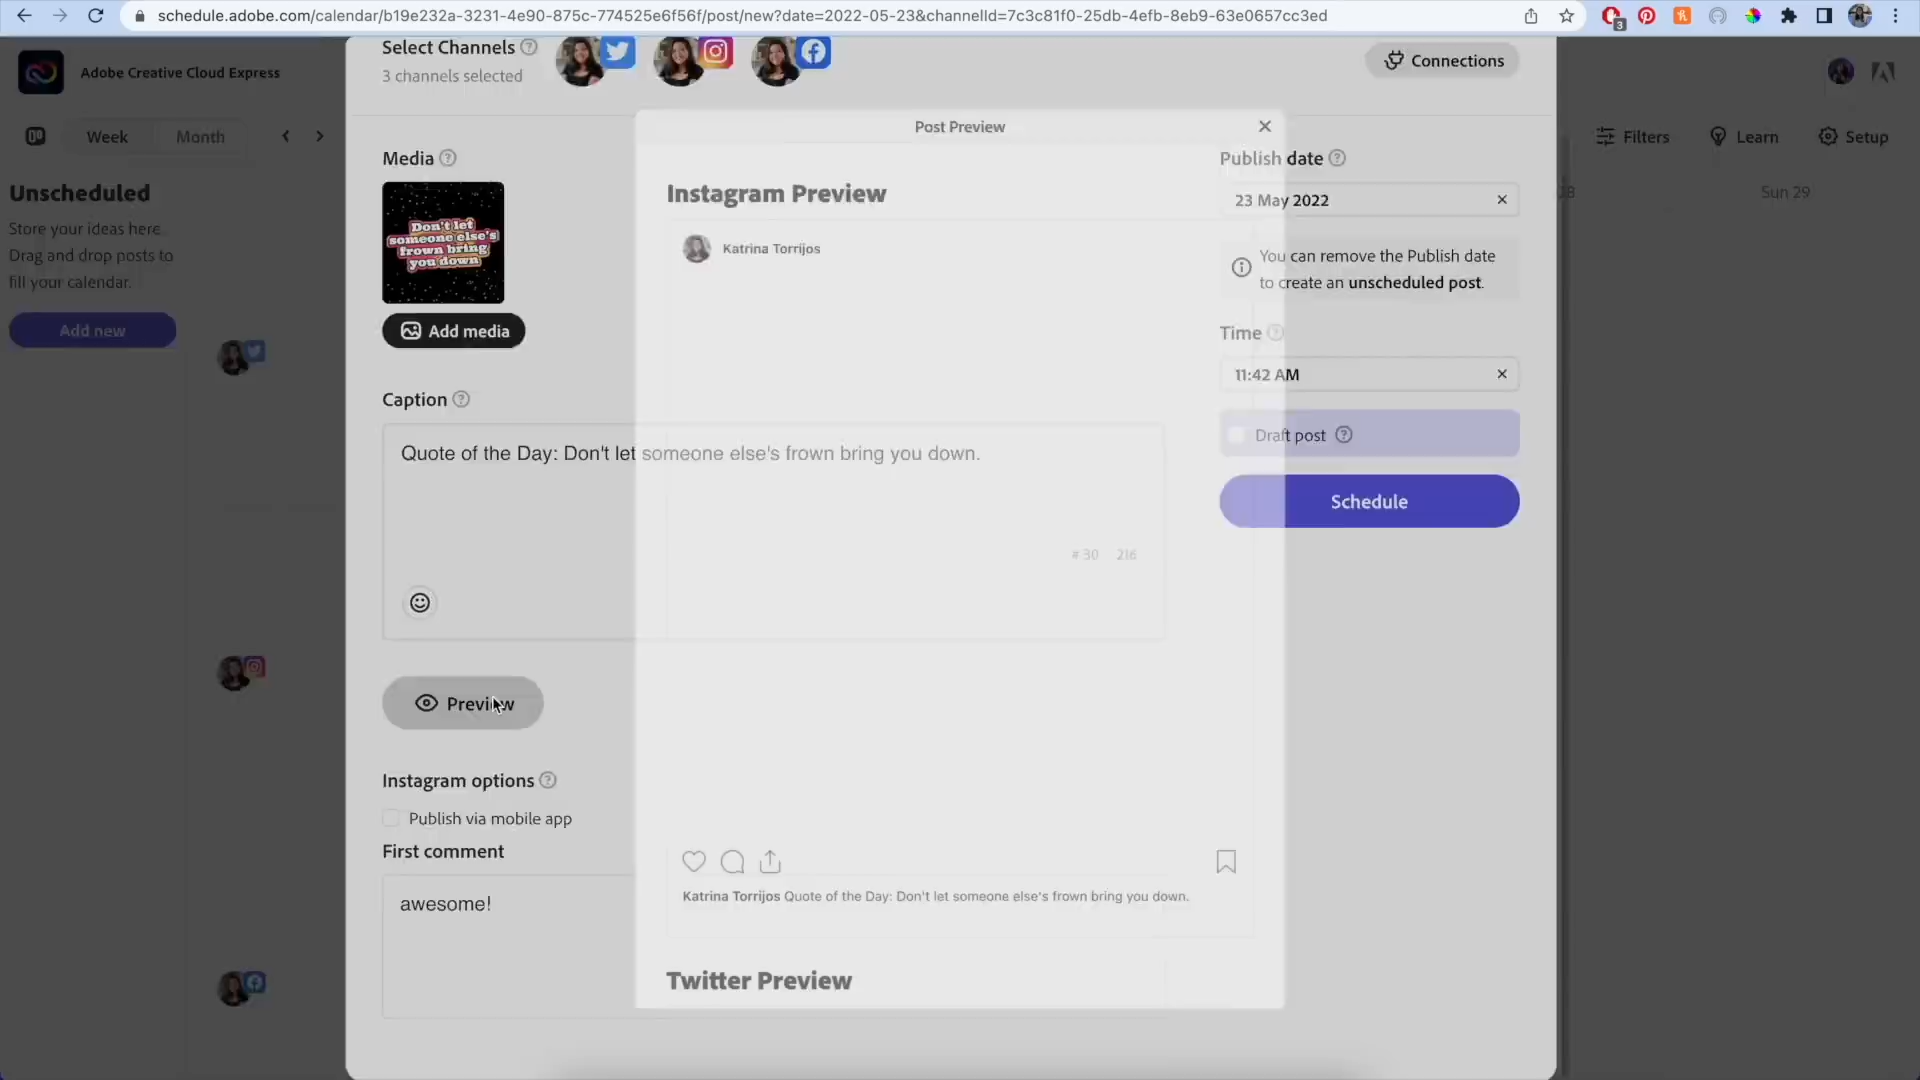 schedule.adobe.com/calendar/b19e232a-3231-4e90-875c-774525e6f56f/post/new?date=2022-05-23&channelId=7c3c81f0-25db-4efb-8eb9-63e0657cc3ed
3
Adobe Creative Cloud Express
Select Channels
3 channels selected
Connections
Week
Month
Filters
Learn
Setup
Post Preview
Unscheduled
Store your ideas here.
Drag and drop posts to
fill your calendar.
Add new
Media
Don't let
someone else's
frown bring
you down
Add media
Caption
Quote of the Day: Don't let someone else's frown bring you down.
# 30 216
Preview
Instagram options
Publish via mobile app
First comment
awesome!
Instagram Preview
Katrina Torrijos
Katrina Torrijos Quote of the Day: Don't let someone else's frown bring you down.
Twitter Preview
Publish date
23 May 2022
You can remove the Publish date
to create an unscheduled post.
Time
11:42 AM
Draft post
Schedule
Sun 29